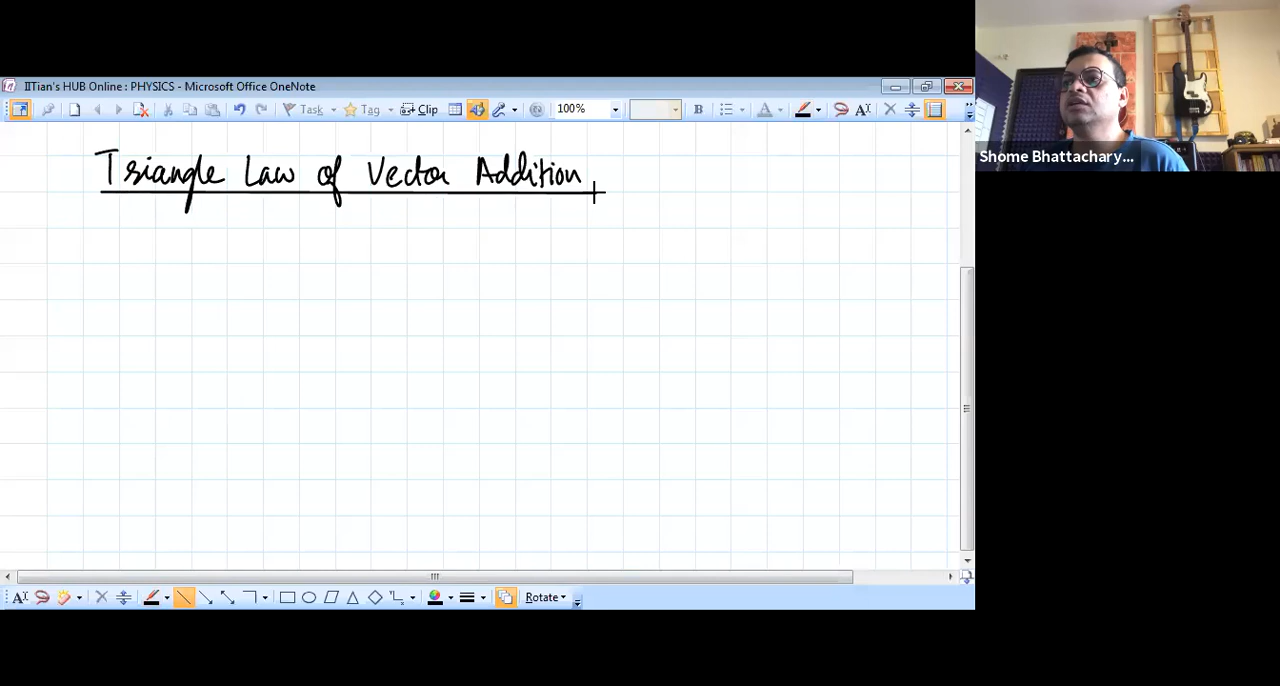 IITian's HUB Online : PHYSICS - Microsoft Office OneNote
Task Tag Clip 100% B A
Triangle Law of Vector Addition
Shome Bhattachary...
A Rotate